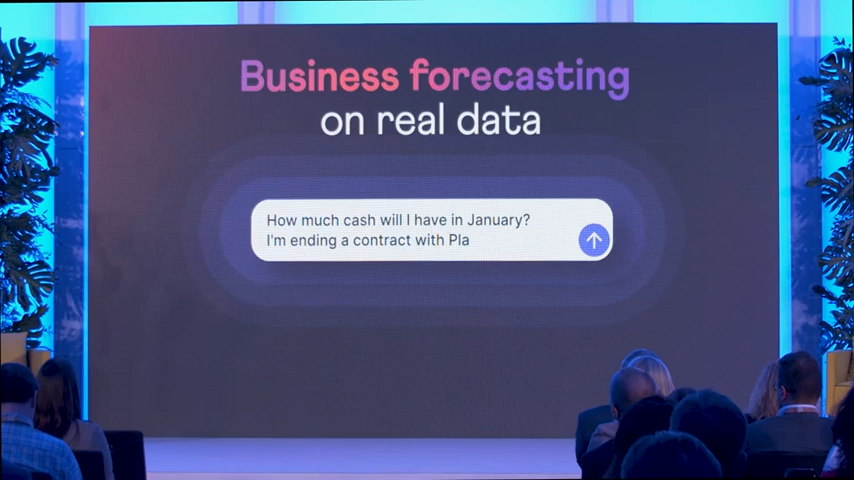 Business forecasting
on real data
How much cash will I have in January?
I'm ending a contract with Pla